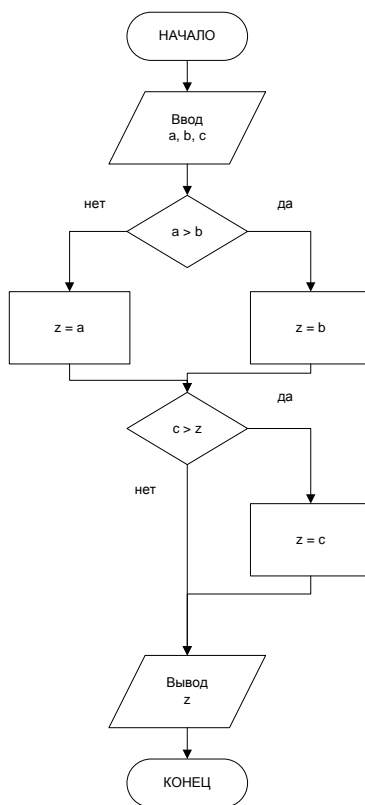 НАЧАЛО
Ввод
a, b, c
нет
да
a > b
z = a
z = b
да
c > z
нет
z = c
Вывод
z
КОНЕЦ